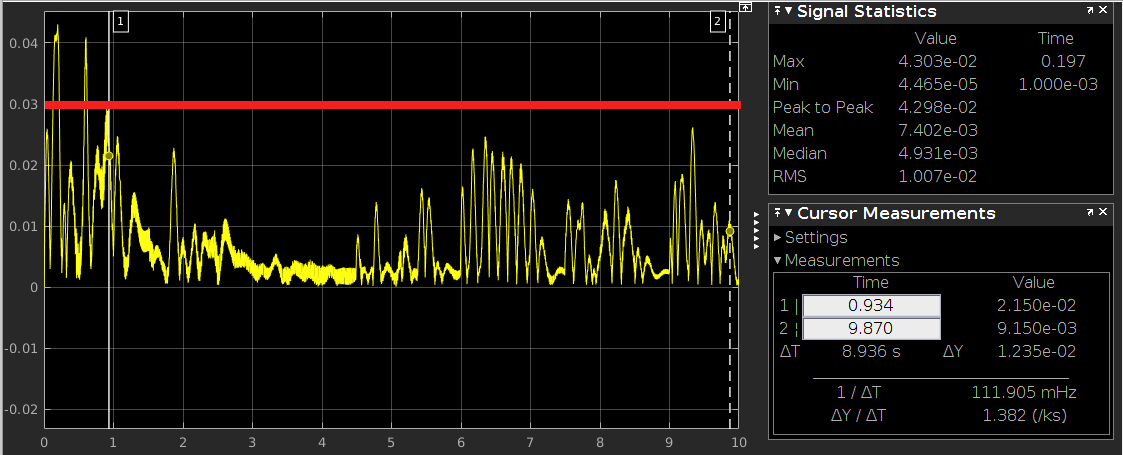 1
2
0.04
0.03
0.02
0.01
0
-0.01
-0.02
0 1 2 3 4 5 6 7 8 9 10
Signal Statistics
Value Time
Max 4.303e-02 0.197
Min 4.465e-05 1.000e-03
Peak to Peak 4.298e-02
Mean 7.402e-03
Median 4.931e-03
RMS 1.007e-02
Cursor Measurements
Settings
Measurements
Time Value
1 | 0.934 2.150e-02
2 ¦ 9.870 9.150e-03
ΔT 8.936 s ΔY 1.235e-02
1 / ΔT 111.905 mHz
ΔY / ΔT 1.382 (/ks)